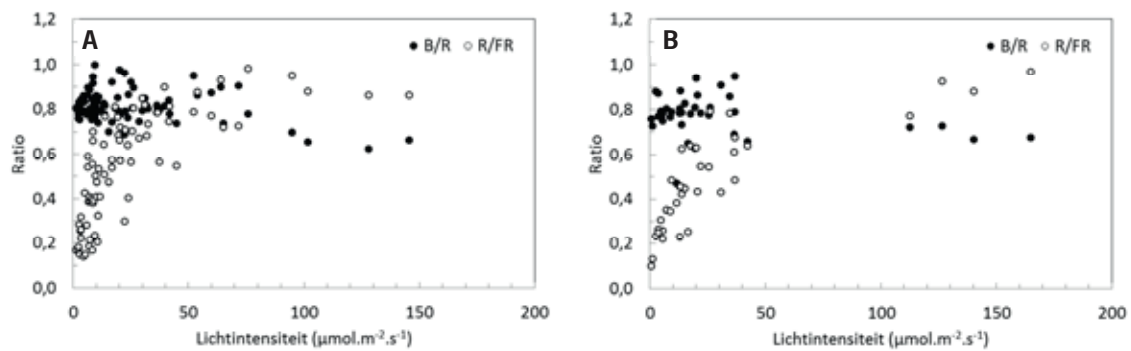 A
B/R R/FR
1,2
1,0
0,8
0,6
0,4
0,2
0,0
Ratio
0 50 100 150 200
Lichtintensiteit (µmol.m-2.s-1)
B
B/R R/FR
1,2
1,0
0,8
0,6
0,4
0,2
0,0
Ratio
0 50 100 150 200
Lichtintensiteit (µmol.m-2.s-1)